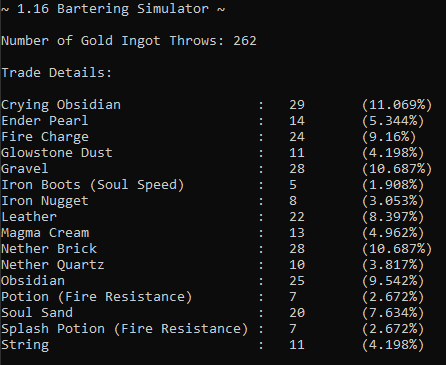 ~ 1.16 Bartering Simulator ~
Number of Gold Ingot Throws: 262
Trade Details:
Crying Obsidian : 29 (11.069%)
Ender Pearl : 14 (5.344%)
Fire Charge : 24 (9.16%)
Glowstone Dust : 11 (4.198%)
Gravel : 28 (10.687%)
Iron Boots (Soul Speed) : 5 (1.908%)
Iron Nugget : 8 (3.053%)
Leather : 22 (8.397%)
Magma Cream : 13 (4.962%)
Nether Brick : 28 (10.687%)
Nether Quartz : 10 (3.817%)
Obsidian : 25 (9.542%)
Potion (Fire Resistance) : 7 (2.672%)
Soul Sand : 20 (7.634%)
Splash Potion (Fire Resistance) : 7 (2.672%)
String : 11 (4.198%)